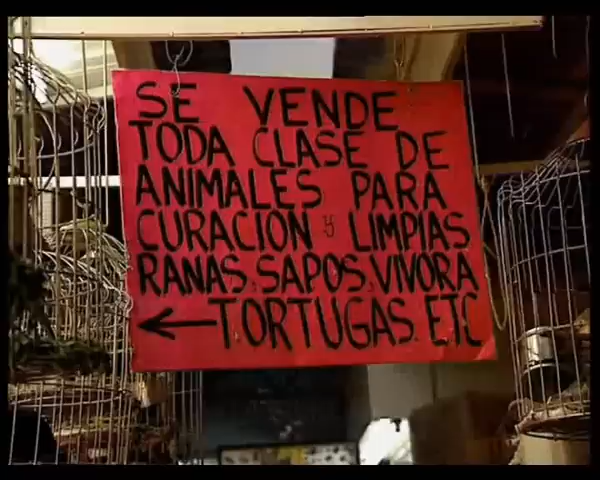 SE VENDE
TODA CLASE DE
ANIMALES PARA
CURACION y LIMPIAS
RANAS, SAPOS, VIVORA
TORTUGAS. ETC